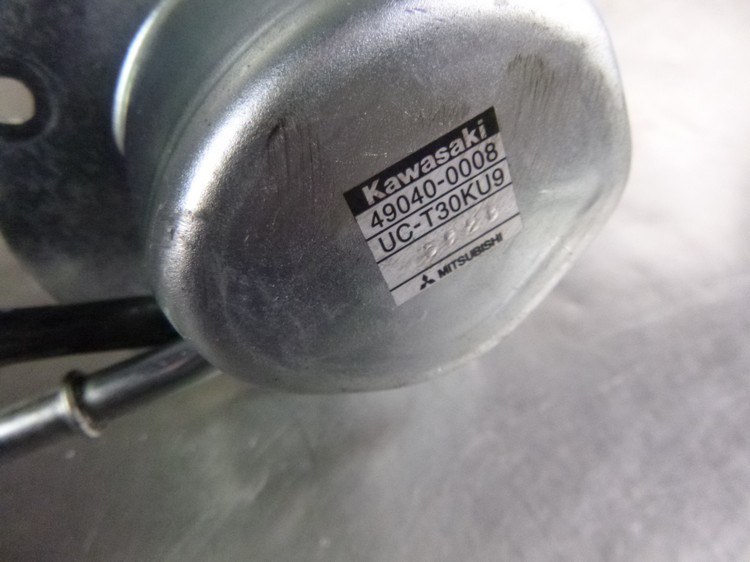 Kawasaki
49040-0008
UC-T30KU9
MITSUBISHI